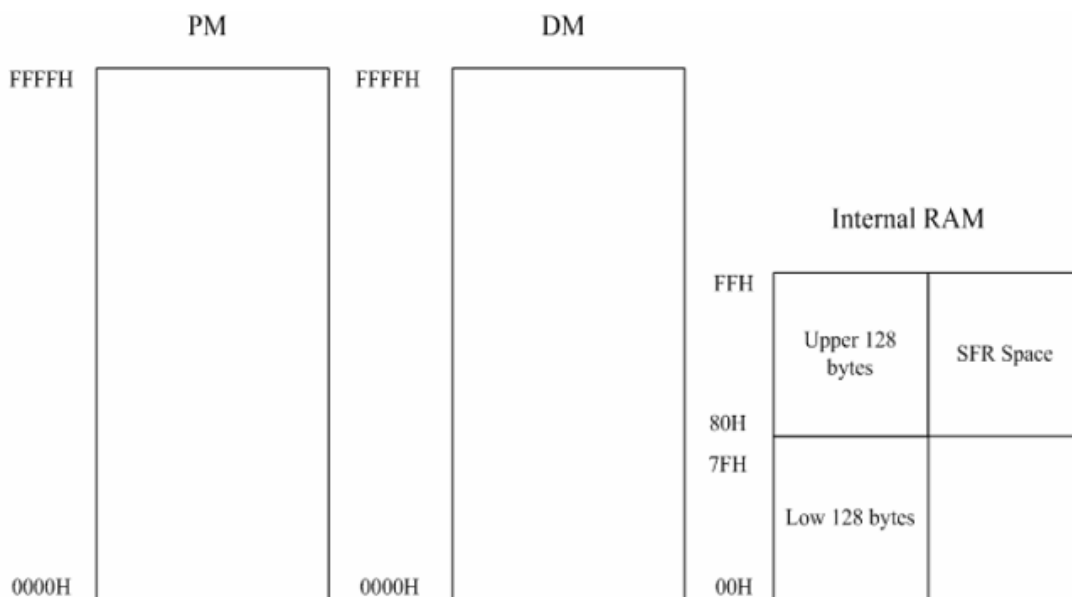 PM
DM
FFFFH
FFFFH
Internal RAM
FFH
Upper 128
bytes
SFR Space
80H
7FH
Low 128 bytes
0000H
0000H
00H